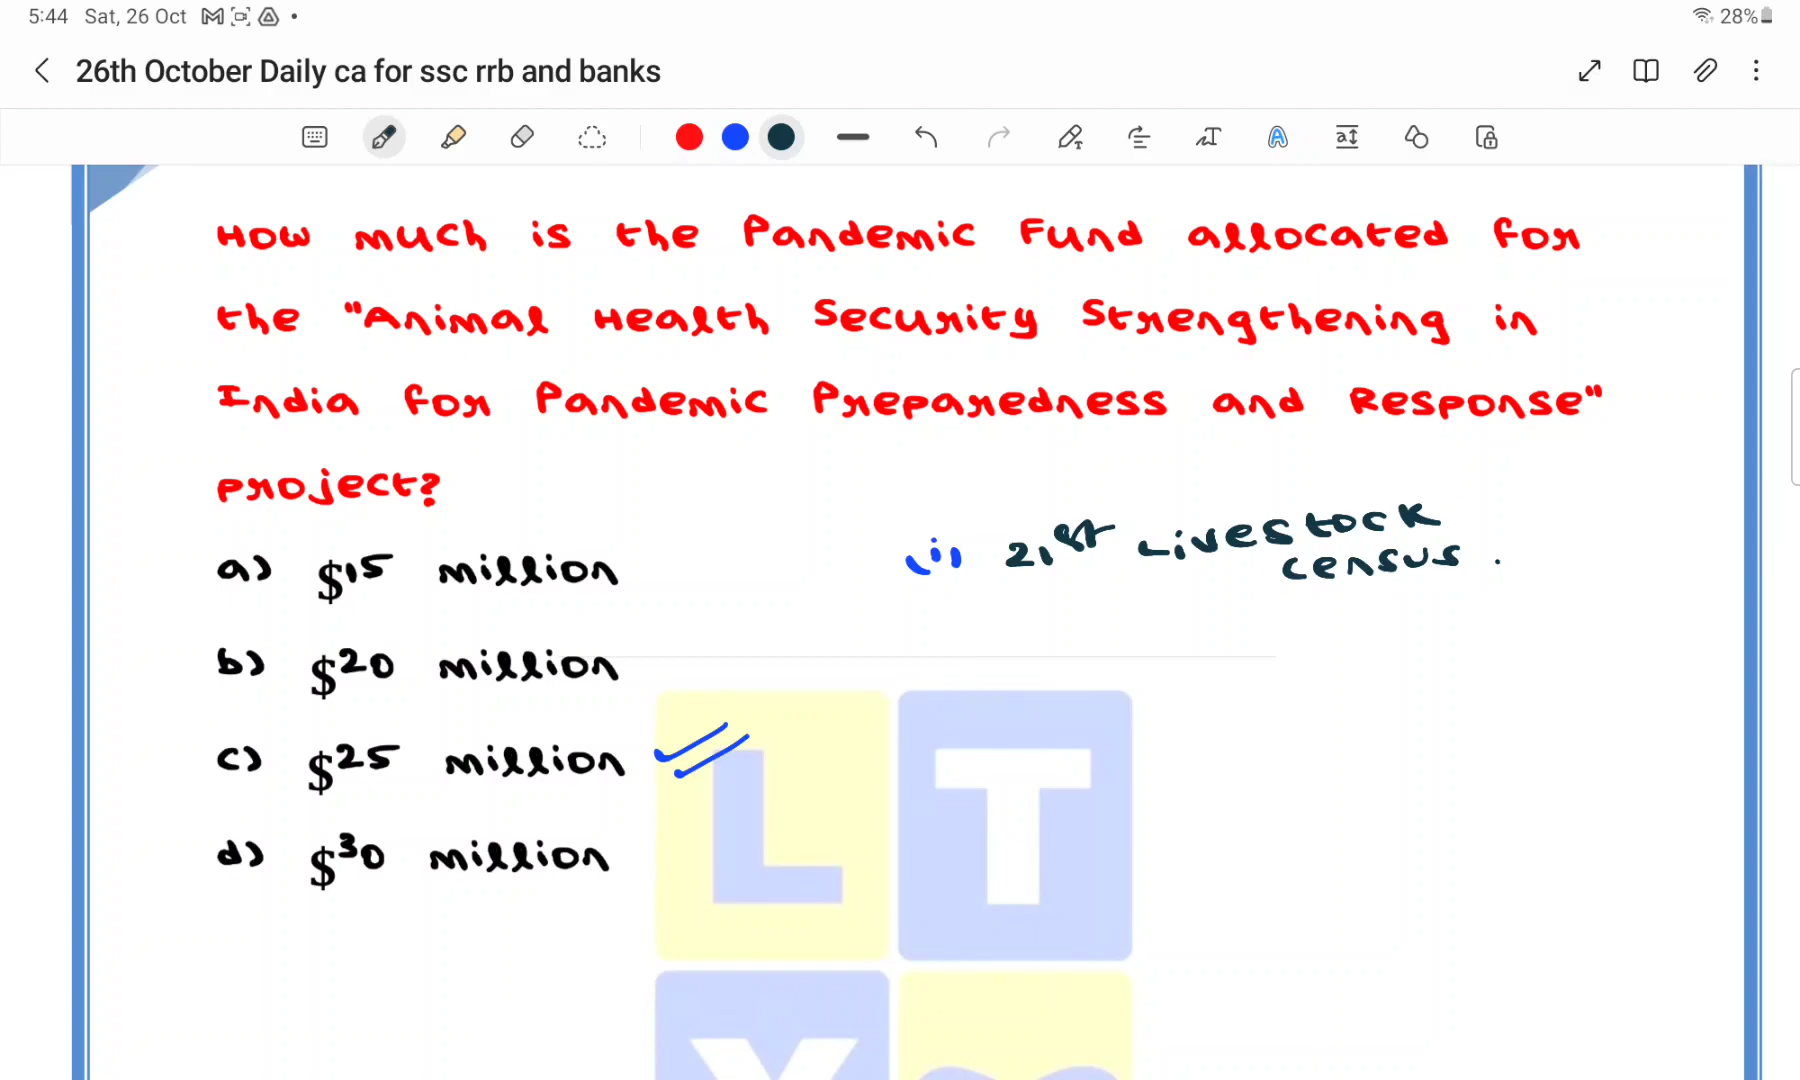 5:44 Sat, 26 Oct
28%
26th October Daily ca for ssc rrb and banks
How much is the Pandemic Fund allocated for
the "Animal Health Security Strengthening in
India for Pandemic Preparedness and Response"
project?
(i) 21st Livestock
census.
a) $15 million
b) $20 million
c) $25 million
d) $30 million
L T
Y